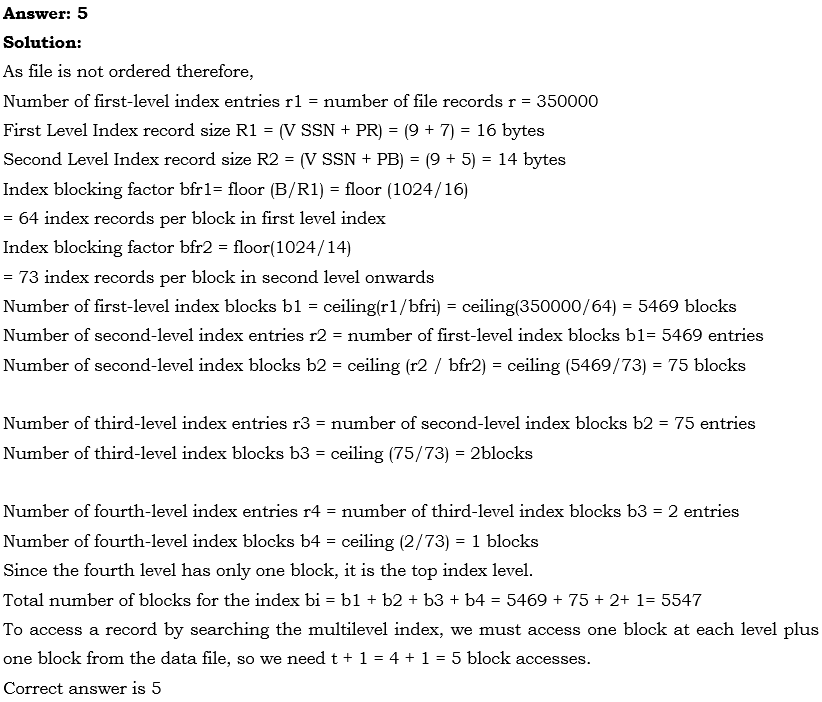 Answer: 5
Solution:
As file is not ordered therefore,
Number of first-level index entries r1 = number of file records r = 350000
First Level Index record size R1 = (V SSN + PR) = (9 + 7) = 16 bytes
Second Level Index record size R2 = (V SSN + PB) = (9 + 5) = 14 bytes
Index blocking factor bfr1= floor (B/R1) = floor (1024/16)
= 64 index records per block in first level index
Index blocking factor bfr2 = floor(1024/14)
= 73 index records per block in second level onwards
Number of first-level index blocks b1 = ceiling(r1/bfri) = ceiling(350000/64) = 5469 blocks
Number of second-level index entries r2 = number of first-level index blocks b1= 5469 entries
Number of second-level index blocks b2 = ceiling (r2 / bfr2) = ceiling (5469/73) = 75 blocks
Number of third-level index entries r3 = number of second-level index blocks b2 = 75 entries
Number of third-level index blocks b3 = ceiling (75/73) = 2blocks
Number of fourth-level index entries r4 = number of third-level index blocks b3 = 2 entries
Number of fourth-level index blocks b4 = ceiling (2/73) = 1 blocks
Since the fourth level has only one block, it is the top index level.
Total number of blocks for the index bi = b1 + b2 + b3 + b4 = 5469 + 75 + 2+ 1= 5547
To access a record by searching the multilevel index, we must access one block at each level plus
one block from the data file, so we need t + 1 = 4 + 1 = 5 block accesses.
Correct answer is 5